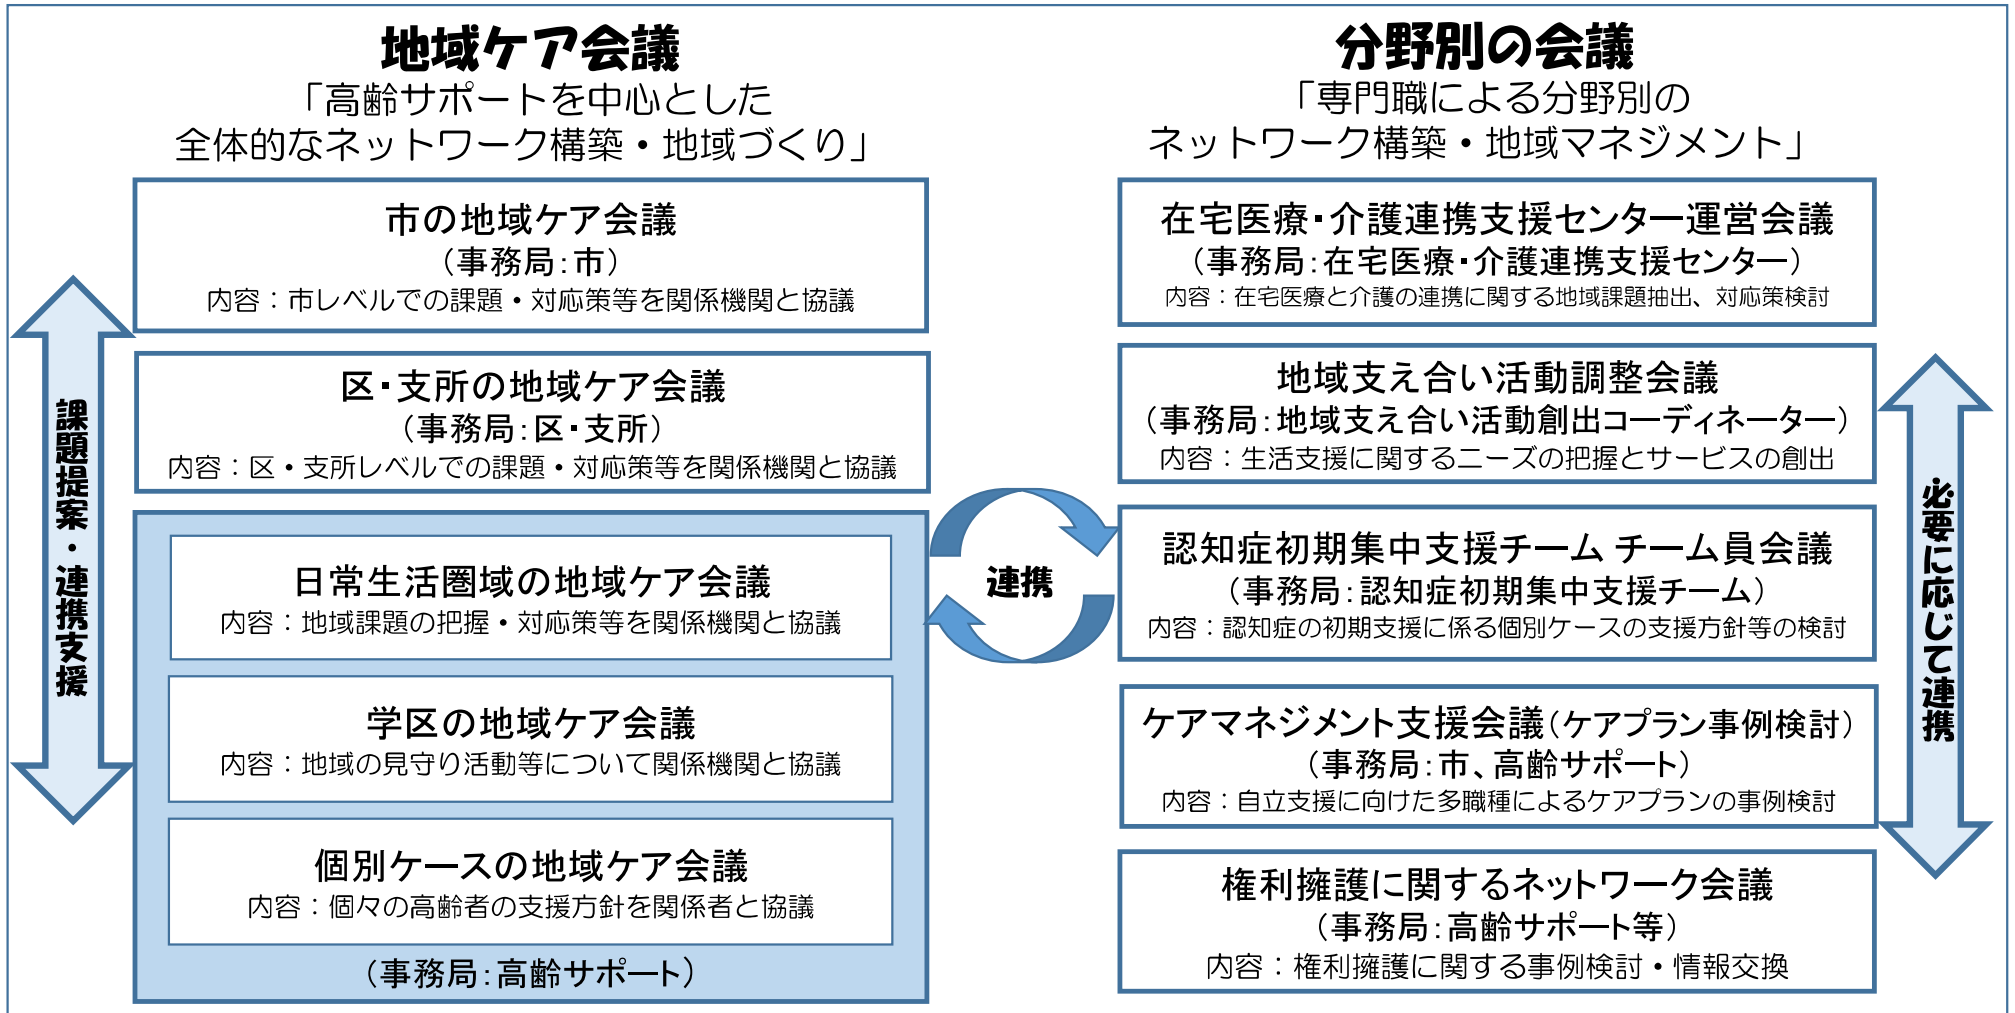 地域ケア会議
「高齢サポートを中心とした
全体的なネットワーク構築・地域づくり」
市の地域ケア会議
（事務局：市）
内容：市レベルでの課題・対応策等を関係機関と協議
区・支所の地域ケア会議
（事務局：区・支所）
内容：区・支所レベルでの課題・対応策等を関係機関と協議
日常生活圏域の地域ケア会議
内容：地域課題の把握・対応策等を関係機関と協議
学区の地域ケア会議
内容：地域の見守り活動等について関係機関と協議
個別ケースの地域ケア会議
内容：個々の高齢者の支援方針を関係者と協議
（事務局：高齢サポート）
課題提案・連携支援
連携
分野別の会議
「専門職による分野別の
ネットワーク構築・地域マネジメント」
在宅医療・介護連携支援センター運営会議
（事務局：在宅医療・介護連携支援センター）
内容：在宅医療と介護の連携に関する地域課題抽出、対応策検討
地域支え合い活動調整会議
（事務局：地域支え合い活動創出コーディネーター）
内容：生活支援に関するニーズの把握とサービスの創出
認知症初期集中支援チーム チーム員会議
（事務局：認知症初期集中支援チーム）
内容：認知症の初期支援に係る個別ケースの支援方針等の検討
ケアマネジメント支援会議（ケアプラン事例検討）
（事務局：市、高齢サポート）
内容：自立支援に向けた多職種によるケアプランの事例検討
権利擁護に関するネットワーク会議
（事務局：高齢サポート等）
内容：権利擁護に関する事例検討・情報交換
必要に応じて連携